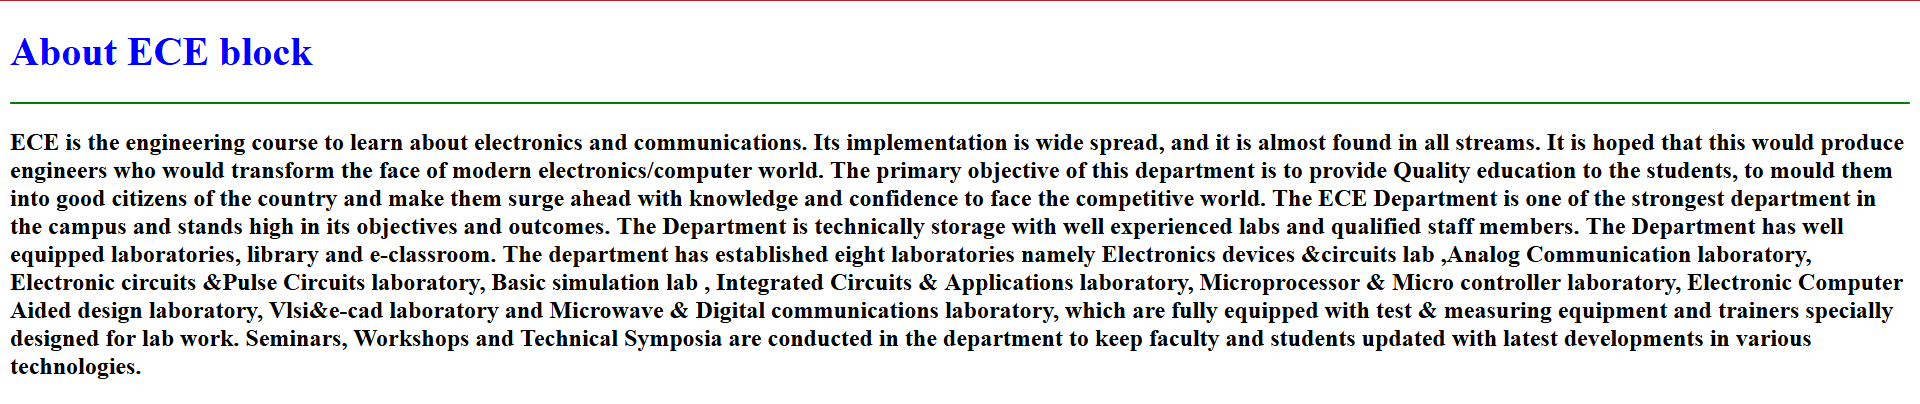 About ECE block
ECE is the engineering course to learn about electronics and communications. Its implementation is wide spread, and it is almost found in all streams. It is hoped that this would produce
engineers who would transform the face of modern electronics/computer world. The primary objective of this department is to provide Quality education to the students, to mould them
into good citizens of the country and make them surge ahead with knowledge and confidence to face the competitive world. The ECE Department is one of the strongest department in
the campus and stands high in its objectives and outcomes. The Department is technically storage with well experienced labs and qualified staff members. The Department has well
equipped laboratories, library and e-classroom. The department has established eight laboratories namely Electronics devices &circuits lab ,Analog Communication laboratory,
Electronic circuits &Pulse Circuits laboratory, Basic simulation lab , Integrated Circuits & Applications laboratory, Microprocessor & Micro controller laboratory, Electronic Computer
Aided design laboratory, Vlsi&e-cad laboratory and Microwave & Digital communications laboratory, which are fully equipped with test & measuring equipment and trainers specially
designed for lab work. Seminars, Workshops and Technical Symposia are conducted in the department to keep faculty and students updated with latest developments in various
technologies.